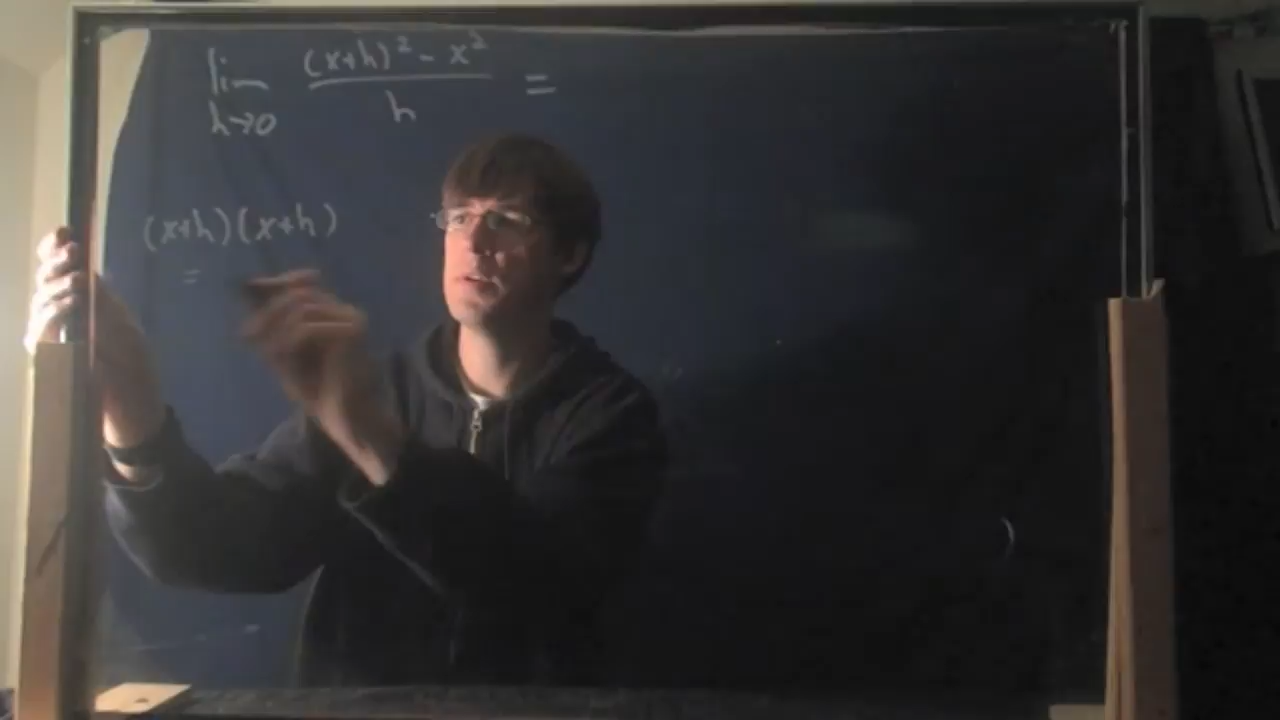 lim (x+h)² - x² =
h→0 h
(x+h)(x+h)
=